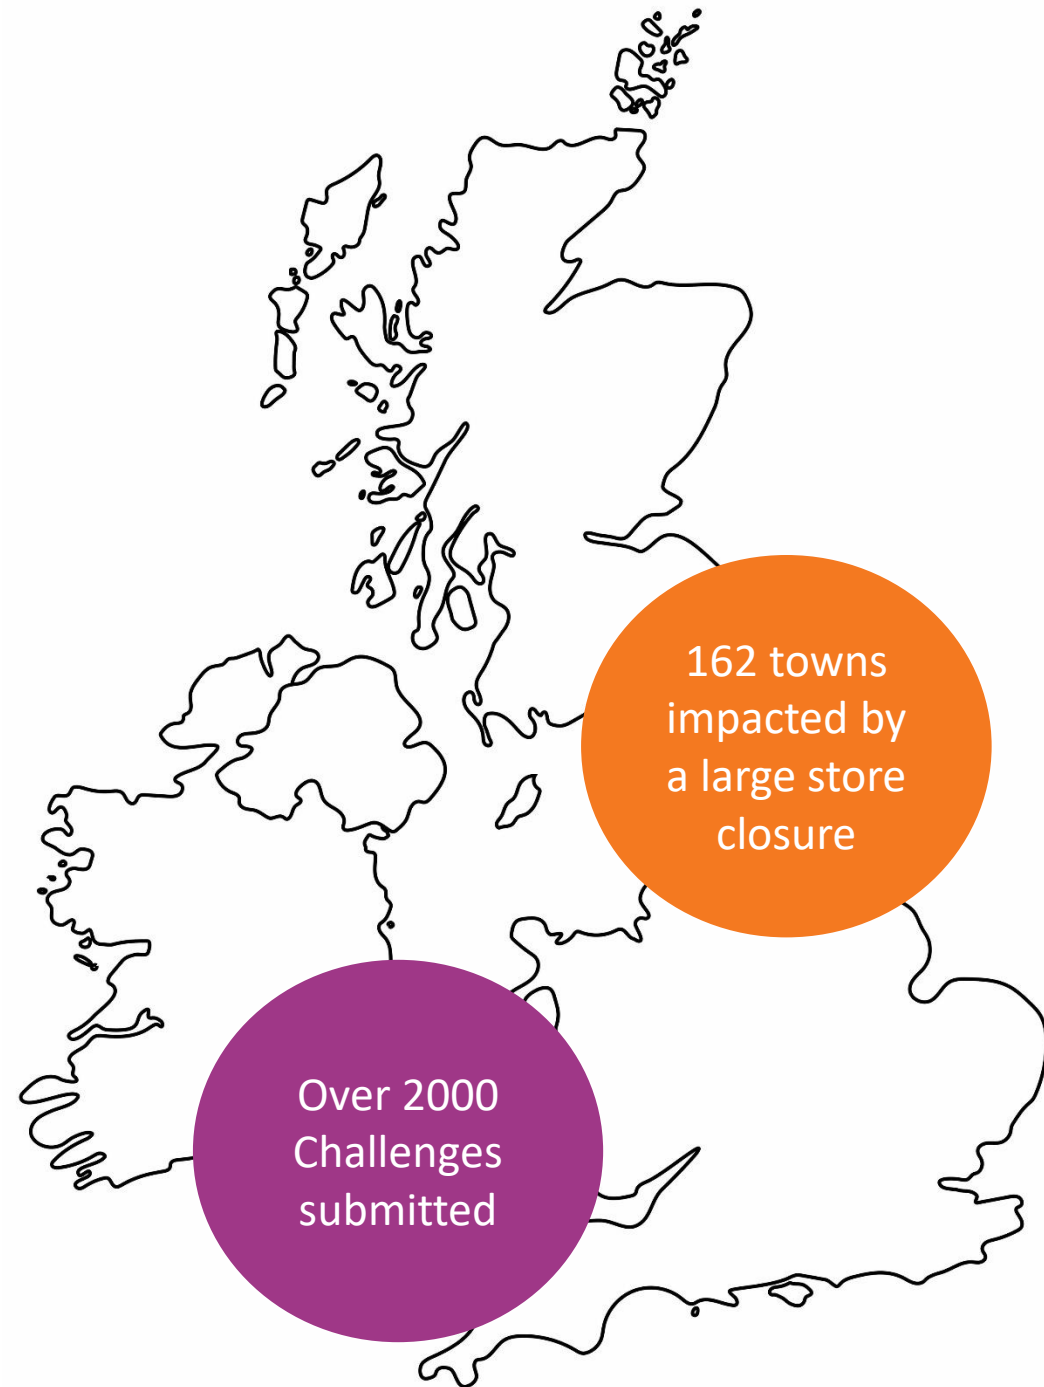 162 towns
impacted by
a large store
closure
Over 2000
Challenges
submitted